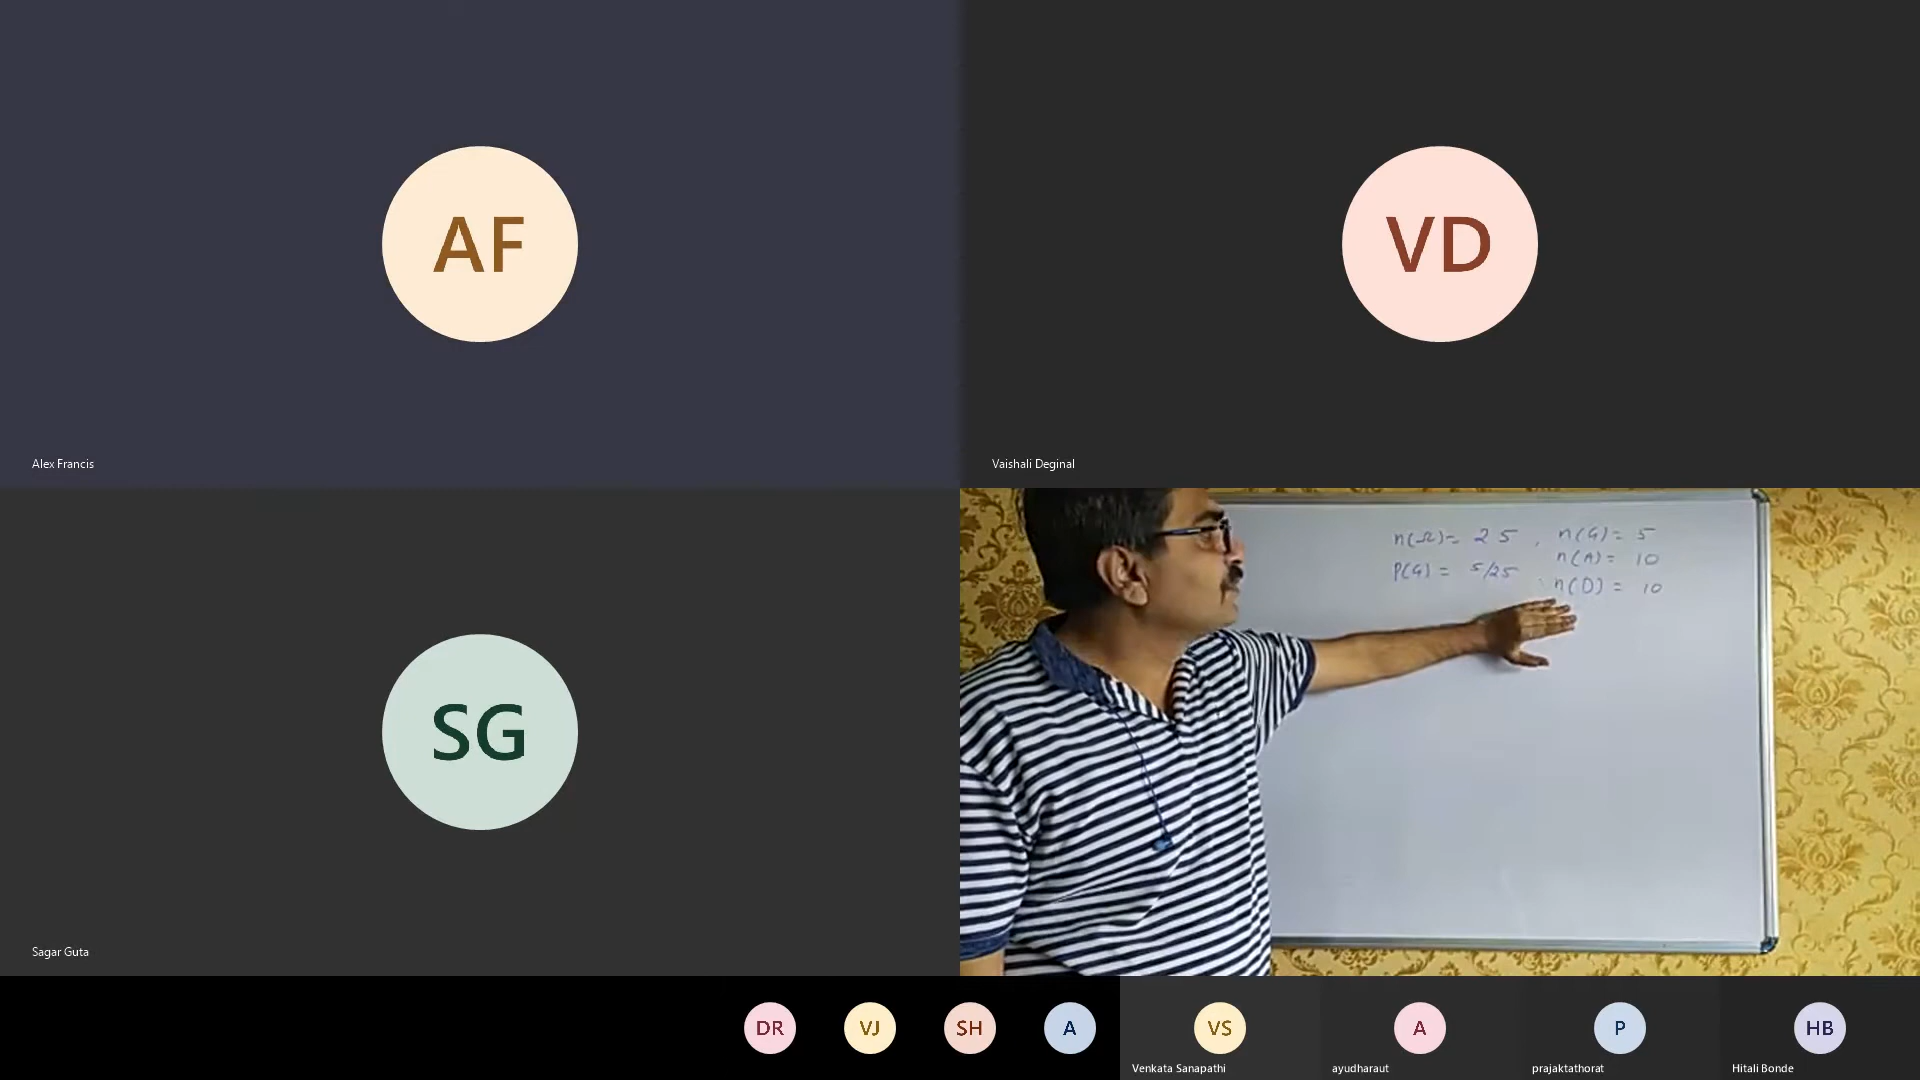 AF
Alex Francis
VD
Vaishali Deginal
SG
Sagar Guta
n(Ω)= 25 , n(G)= 5
n(A)= 10
P(G) = 5/25
n(D) = 10
DR
VJ
SH
A
VS
Venkata Sanapathi
A
ayudharaut
P
prajaktathorat
HB
Hitali Bonde